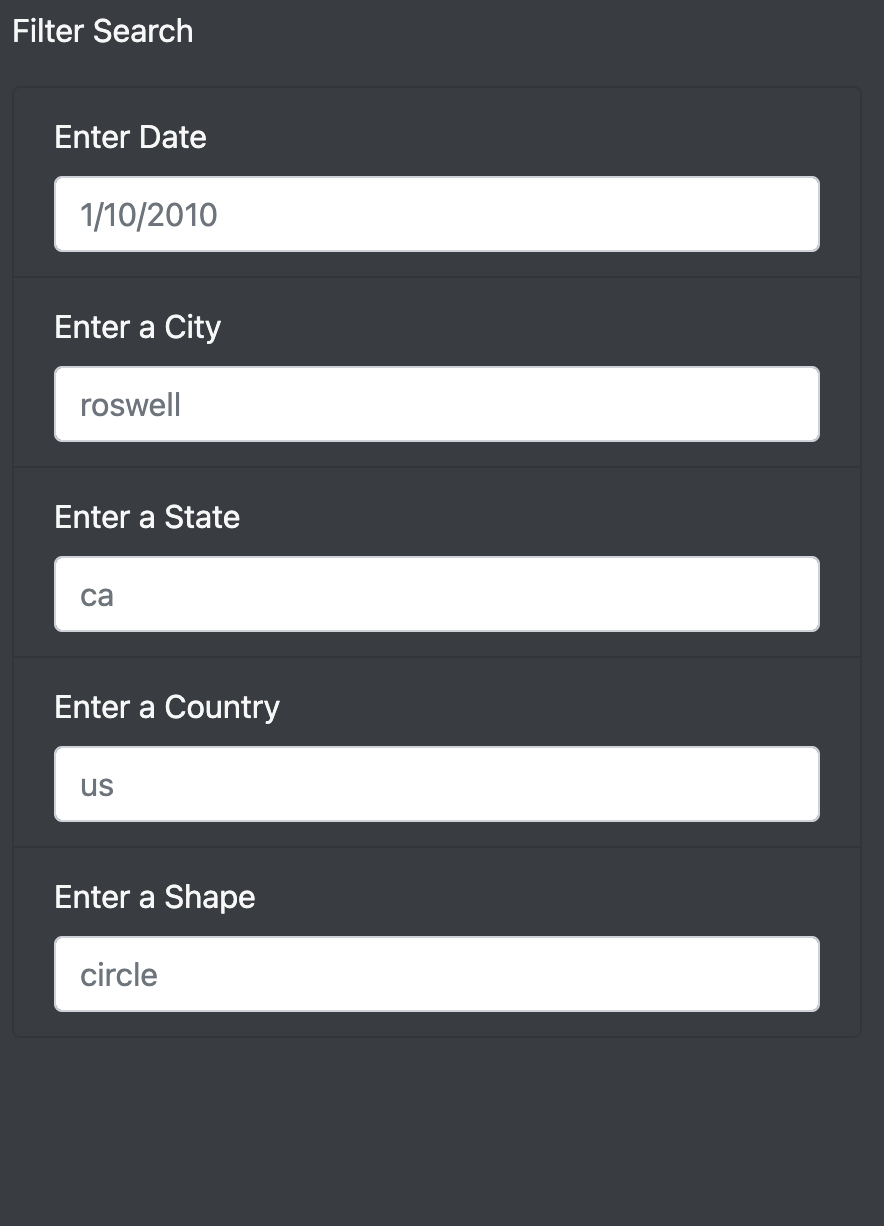 Filter Search
Enter Date
1/10/2010
Enter a City
roswell
Enter a State
ca
Enter a Country
us
Enter a Shape
circle